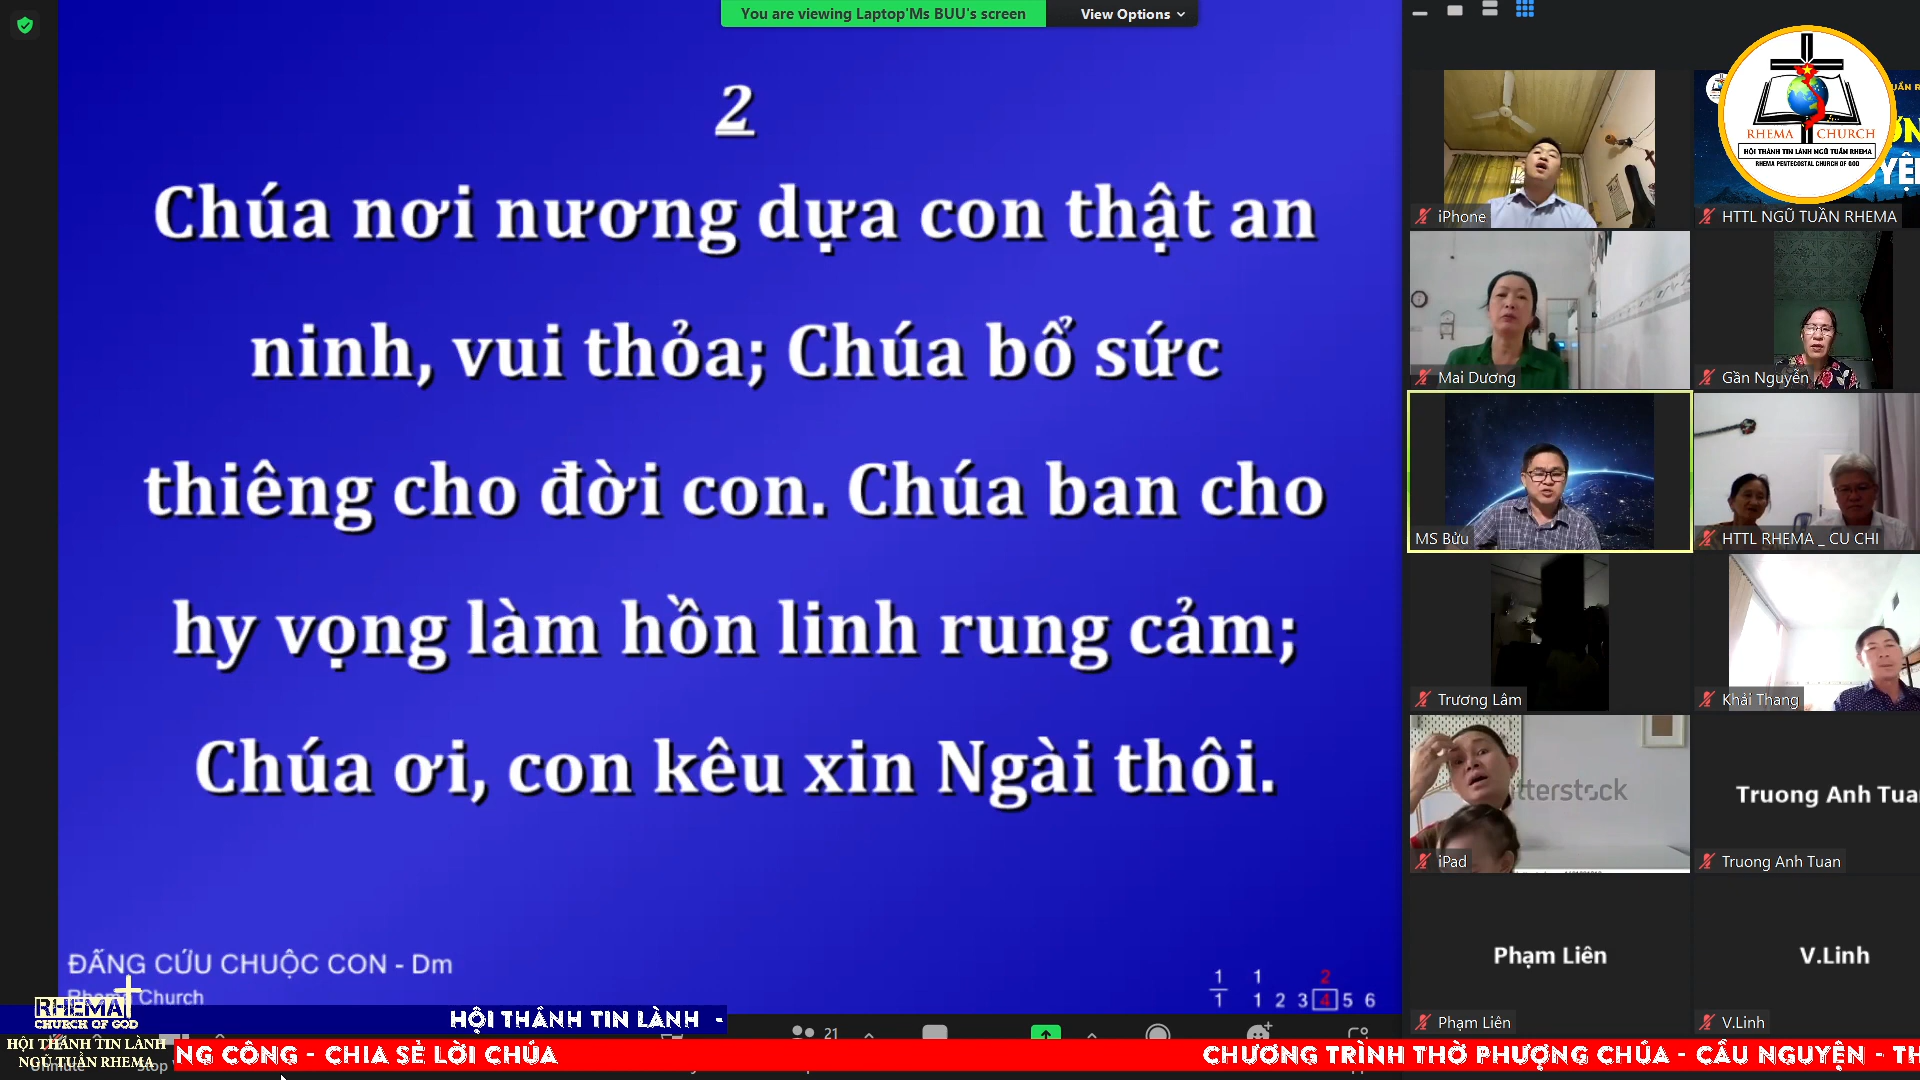 You are viewing Laptop'Ms BUU's screen
View Options
2
Chúa nơi nương dựa con thật an
ninh, vui thỏa; Chúa bổ sức
thiêng cho đời con. Chúa ban cho
hy vọng làm hồn linh rung cảm;
Chúa ơi, con kêu xin Ngài thôi.
ĐẤNG CỨU CHUỘC CON - Dm
Church
1 1 2
1 1 2 3 4 5 6
RHEMA
CHURCH OF GOD
HỘI THÁNH TIN LÀNH
NGŨ TUẦN RHEMA
HỘI THÁNH TIN LÀNH -
NG CÔNG - CHIA SẺ LỜI CHÚA
CHƯƠNG TRÌNH THỜ PHƯỢNG CHÚA - CẦU NGUYỆN - TH
21
iPhone
RHEMA CHURCH
HỘI THÁNH TIN LÀNH NGŨ TUẦN RHEMA
RHEMA PENTECOSTAL CHURCH OF GOD
HTTL NGŨ TUẦN RHEMA
Mai Dương
Gần Nguyễn
MS Bửu
HTTL RHEMA _ CU CHI
Trương Lâm
Khải Thang
tterstock
iPad
Truong Anh Tua
Truong Anh Tuan
Phạm Liên
Phạm Liên
V.Linh
V.Linh